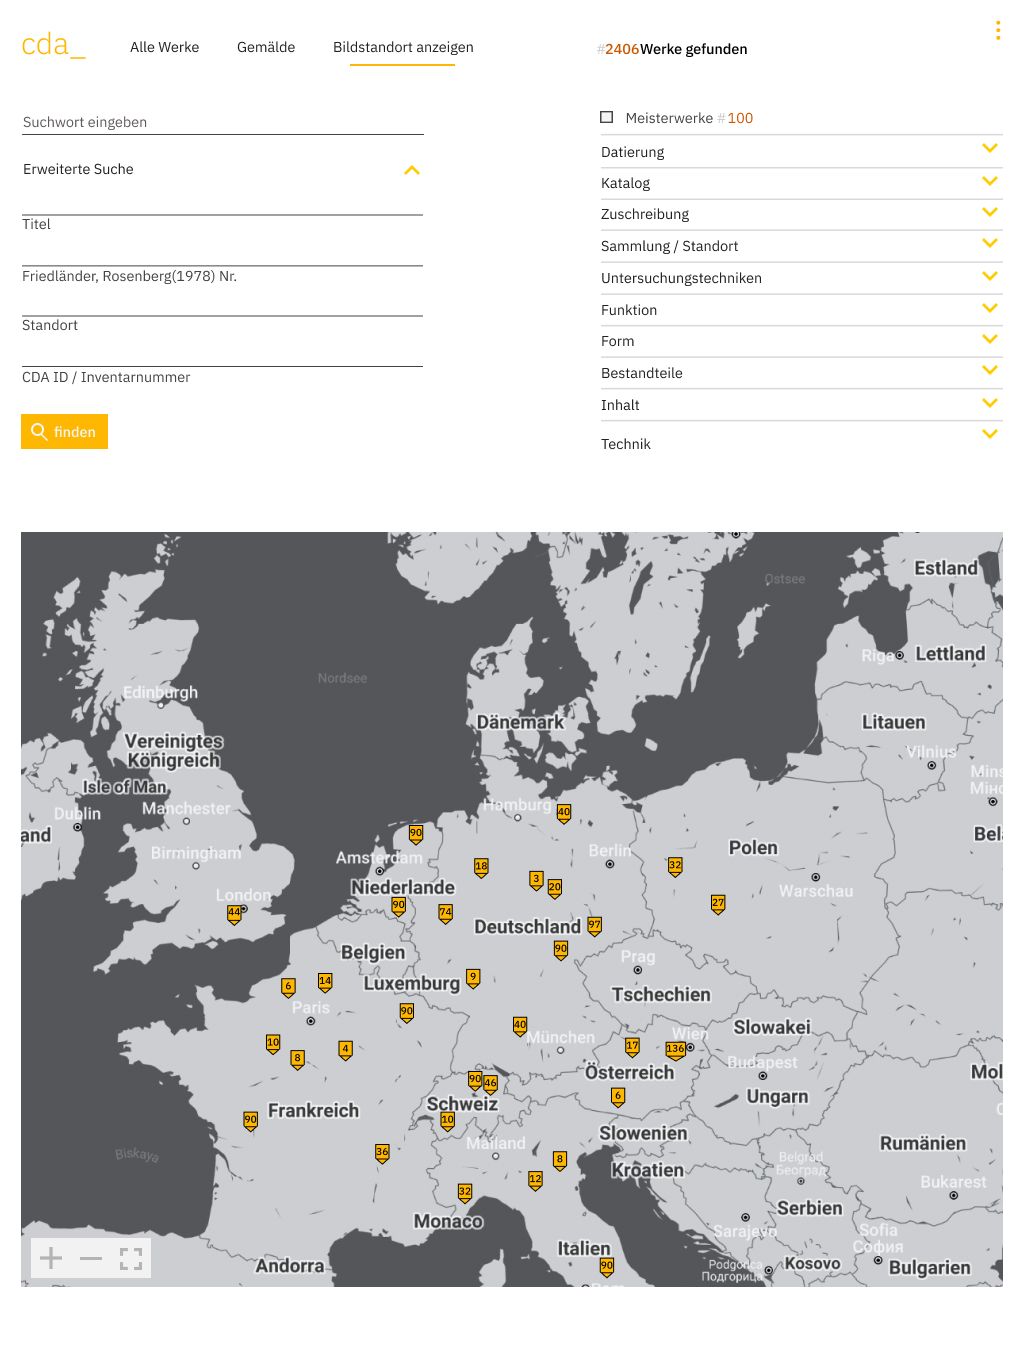 cda_
Alle Werke
Gemälde
Bildstandort anzeigen
#2406Werke gefunden
Suchwort eingeben
Erweiterte Suche
Titel
Friedländer, Rosenberg(1978) Nr.
Standort
CDA ID / Inventarnummer
finden
Meisterwerke #100
Datierung
Katalog
Zuschreibung
Sammlung / Standort
Untersuchungstechniken
Funktion
Form
Bestandteile
Inhalt
Technik
Estland
Ostsee
Riga
Lettland
Nordsee
Edinburgh
Dänemark
Litauen
Vereinigtes
Königreich
Vilnius
Isle of Man
Mins
Мінс
Dublin
Manchester
Hamburg
40
and
90
Bela
Birmingham
Amsterdam
Berlin
Polen
18
32
3
20
Niederlande
Warschau
London
44
90
74
27
97
Deutschland
90
Belgien
Prag
6
14
Luxemburg
9
Tschechien
Paris
90
40
Slowakei
10
8
4
München
17
Wien
136
Budapest
90
46
Österreich
Mol
6
Ungarn
Frankreich
Schweiz
90
10
Slowenien
Mailand
Rumänien
Biskaya
36
8
Kroatien
Belgrad
Београд
12
32
Bukarest
Serbien
Monaco
Sarajevo
Sofia
София
Italien
90
Andorra
Podgorica
Подгорица
Kosovo
Bulgarien
Rom